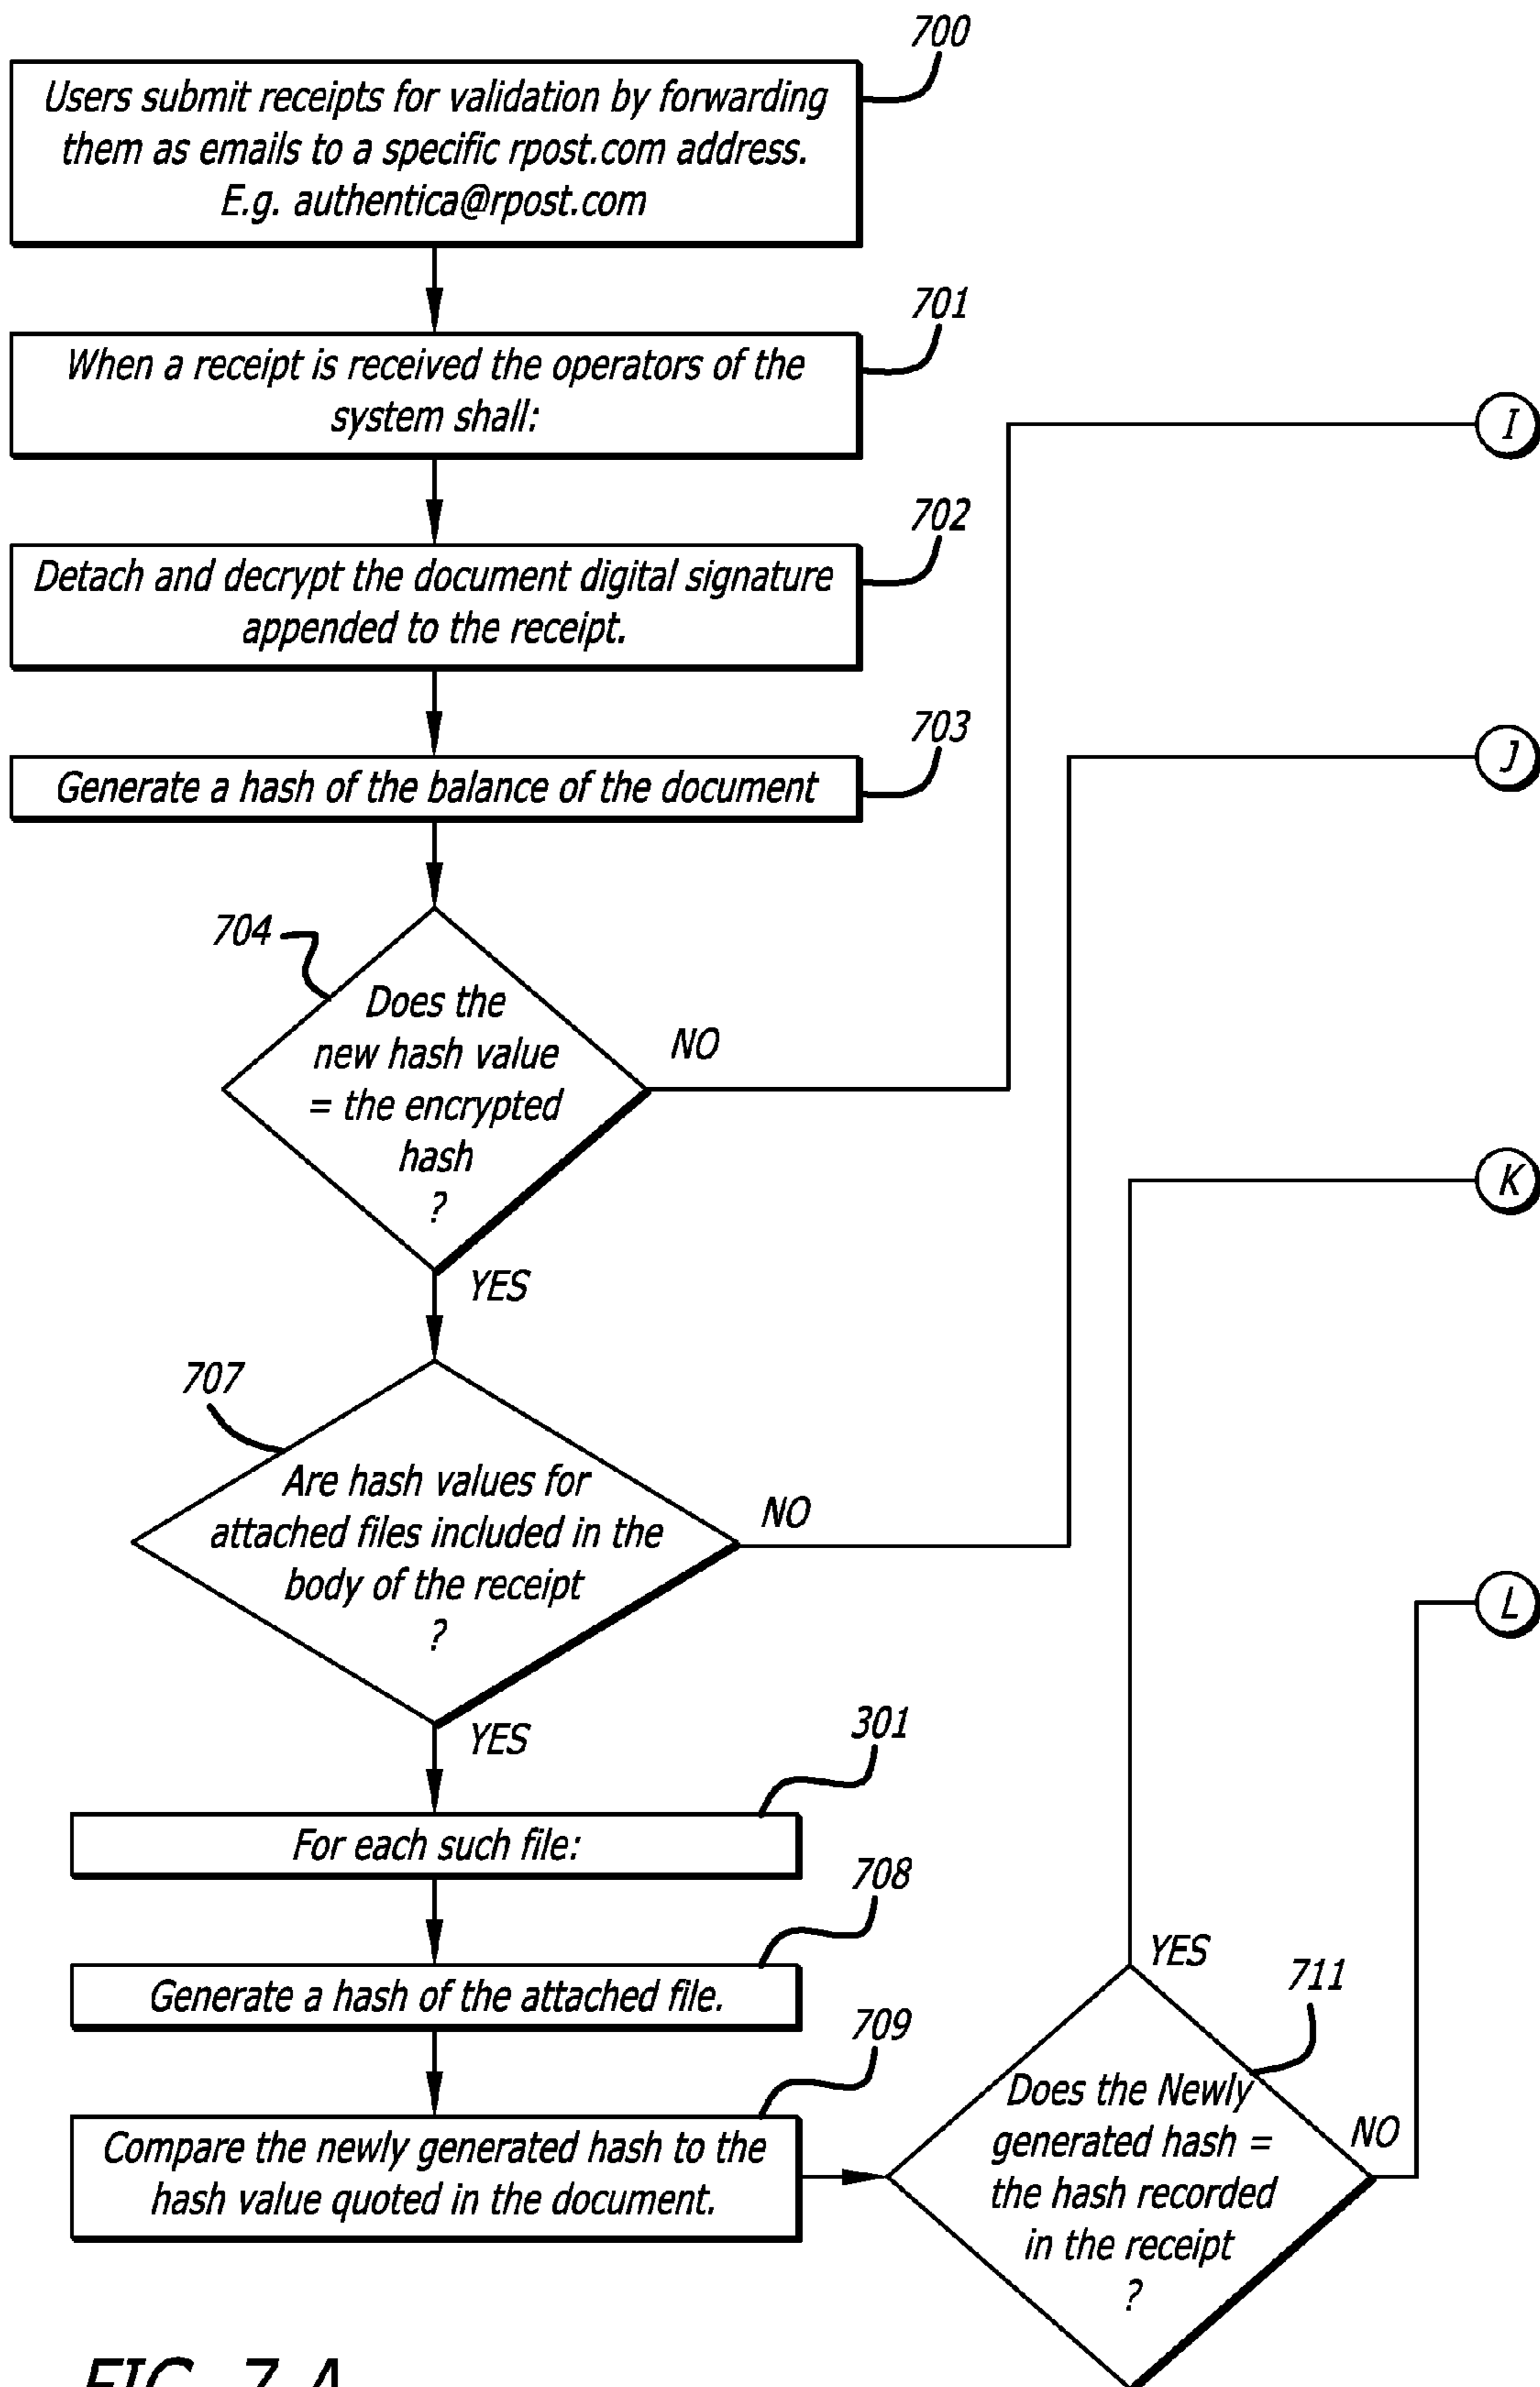 700
Users submit receipts for validation by forwarding
them as emails to a specific rpost.com address.
E.g. authentica@rpost.com
701
When a receipt is received the operators of the
system shall:
I
702
Detach and decrypt the document digital signature
appended to the receipt.
703
Generate a hash of the balance of the document
J
704
Does the
new hash value
= the encrypted
hash
?
NO
YES
K
707
Are hash values for
attached files included in the
body of the receipt
?
NO
YES
L
301
For each such file:
708
Generate a hash of the attached file.
709
Compare the newly generated hash to the
hash value quoted in the document.
YES
711
Does the Newly
generated hash =
the hash recorded
in the receipt
?
NO
FIG. 7 A